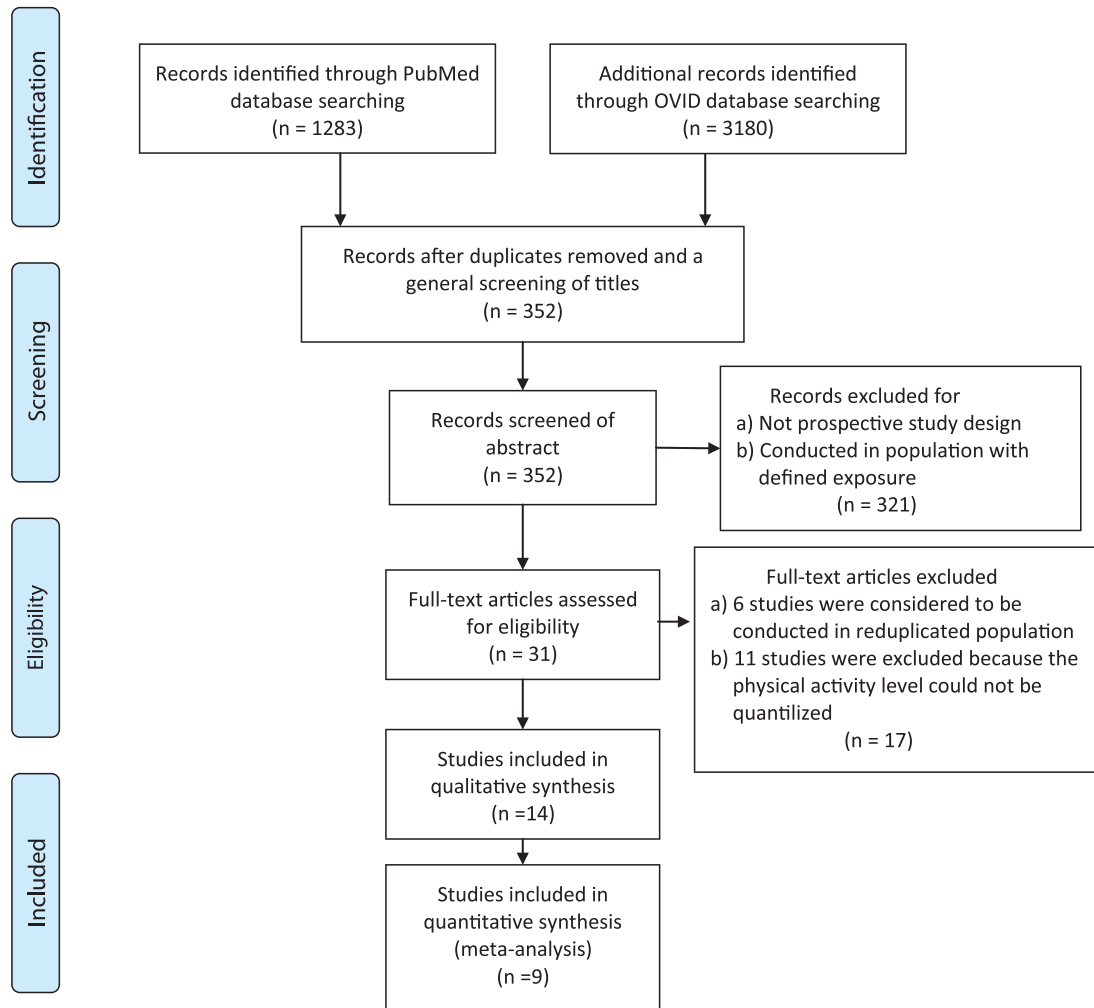 Identification
Records identified through PubMed
database searching
(n = 1283)
Additional records identified
through OVID database searching
(n = 3180)
Screening
Records after duplicates removed and a
general screening of titles
(n = 352)
Records screened of
abstract
(n = 352)
Records excluded for
a) Not prospective study design
b) Conducted in population with
defined exposure
(n = 321)
Eligibility
Full-text articles assessed
for eligibility
(n = 31)
Full-text articles excluded
a) 6 studies were considered to be
conducted in reduplicated population
b) 11 studies were excluded because the
physical activity level could not be
quantilized
(n = 17)
Studies included in
qualitative synthesis
(n =14)
Included
Studies included in
quantitative synthesis
(meta-analysis)
(n =9)